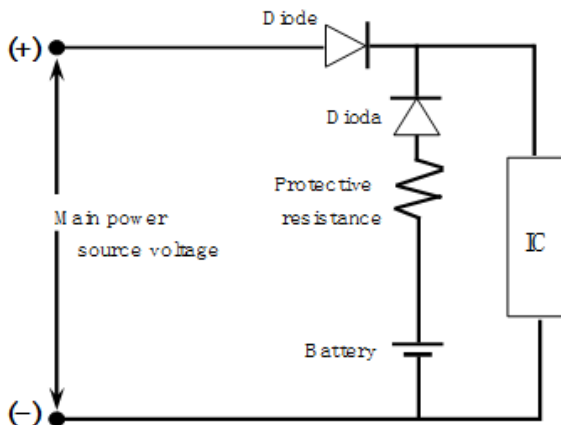 Diode
(+)
Dioda
Protective
resistance
Main power
source voltage
IC
Battery
(−)